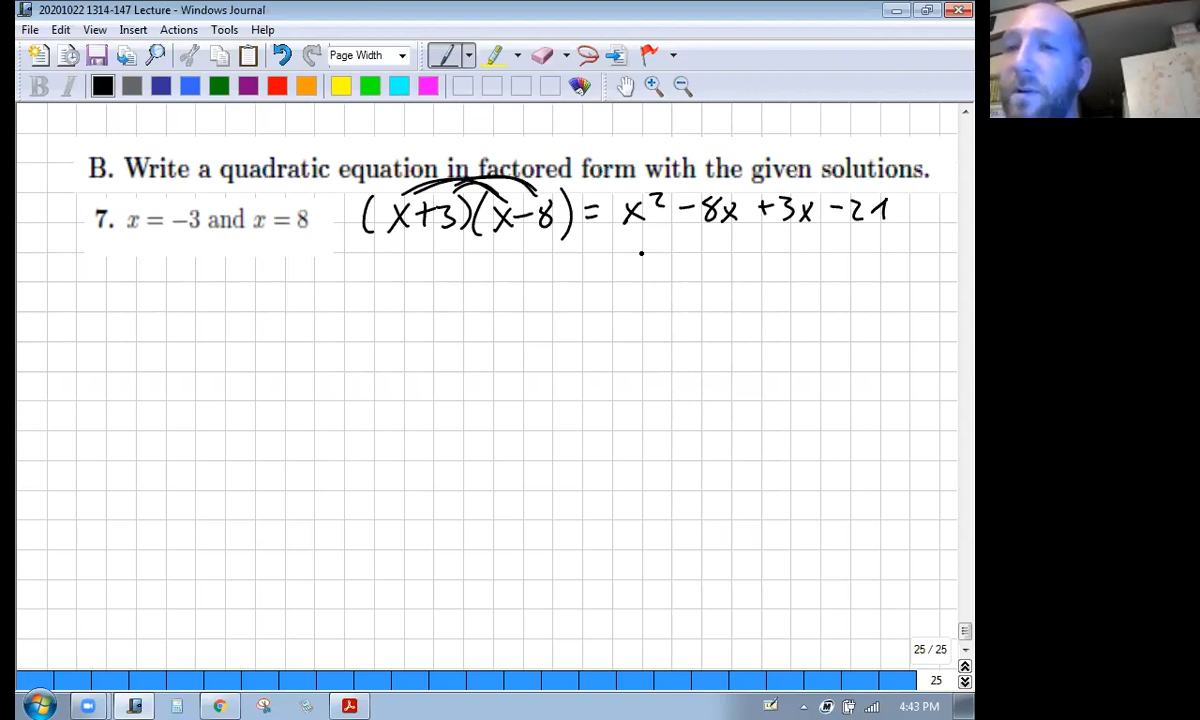 20201022 1314-147 Lecture - Windows Journal
File Edit View Insert Actions Tools Help
Page Width
B I
B. Write a quadratic equation in factored form with the given solutions.
7. x = −3 and x = 8 (x+3)(x−8) = x² −8x +3x −21
25 / 25
25
4:43 PM